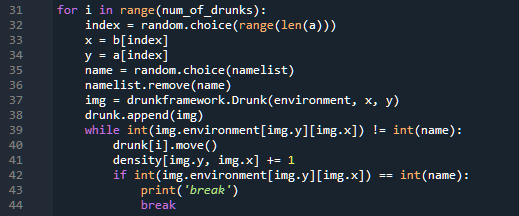 31 for i in range(num_of_drunks):
32     index = random.choice(range(len(a)))
33     x = b[index]
34     y = a[index]
35     name = random.choice(namelist)
36     namelist.remove(name)
37     img = drunkframework.Drunk(environment, x, y)
38     drunk.append(img)
39     while int(img.environment[img.y][img.x]) != int(name):
40         drunk[i].move()
41         density[img.y, img.x] += 1
42         if int(img.environment[img.y][img.x]) == int(name):
43             print('break')
44             break